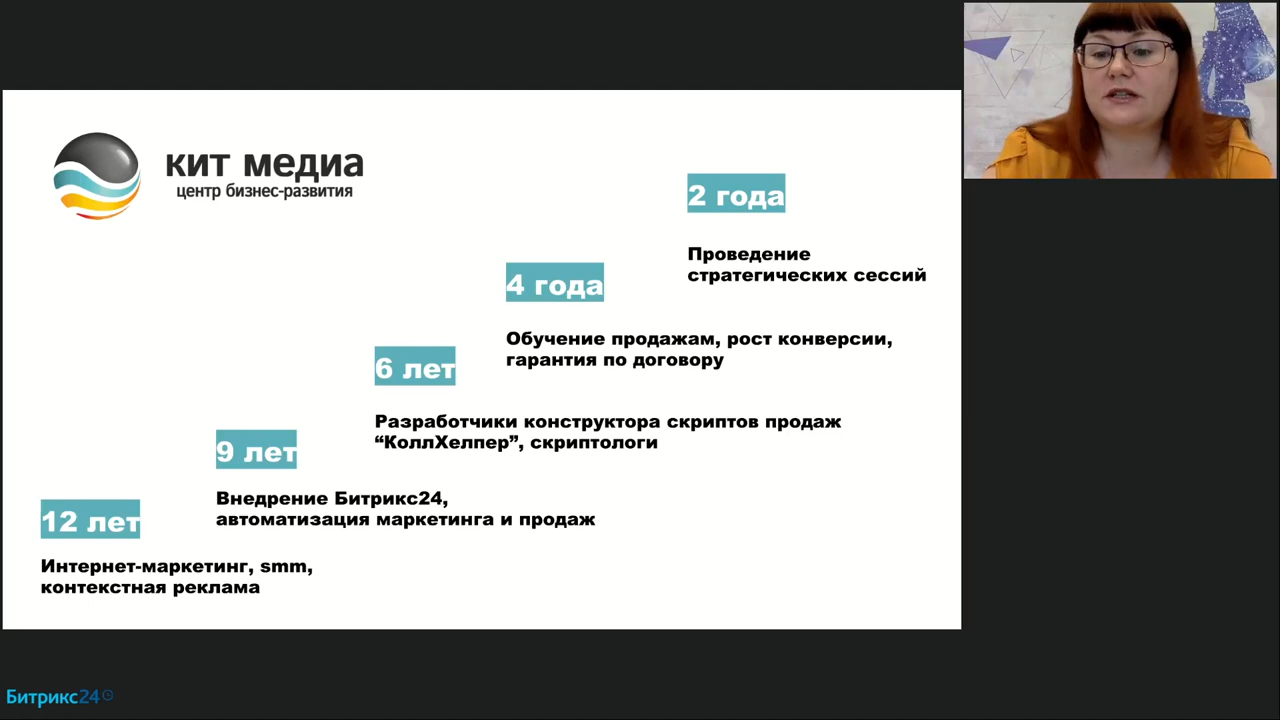 кит медиа
центр бизнес-развития
2 года
Проведение
стратегических сессий
4 года
Обучение продажам, рост конверсии,
гарантия по договору
6 лет
Разработчики конструктора скриптов продаж
“КоллХелпер”, скриптологи
9 лет
Внедрение Битрикс24,
автоматизация маркетинга и продаж
12 лет
Интернет-маркетинг, smm,
контекстная реклама
Битрикс24